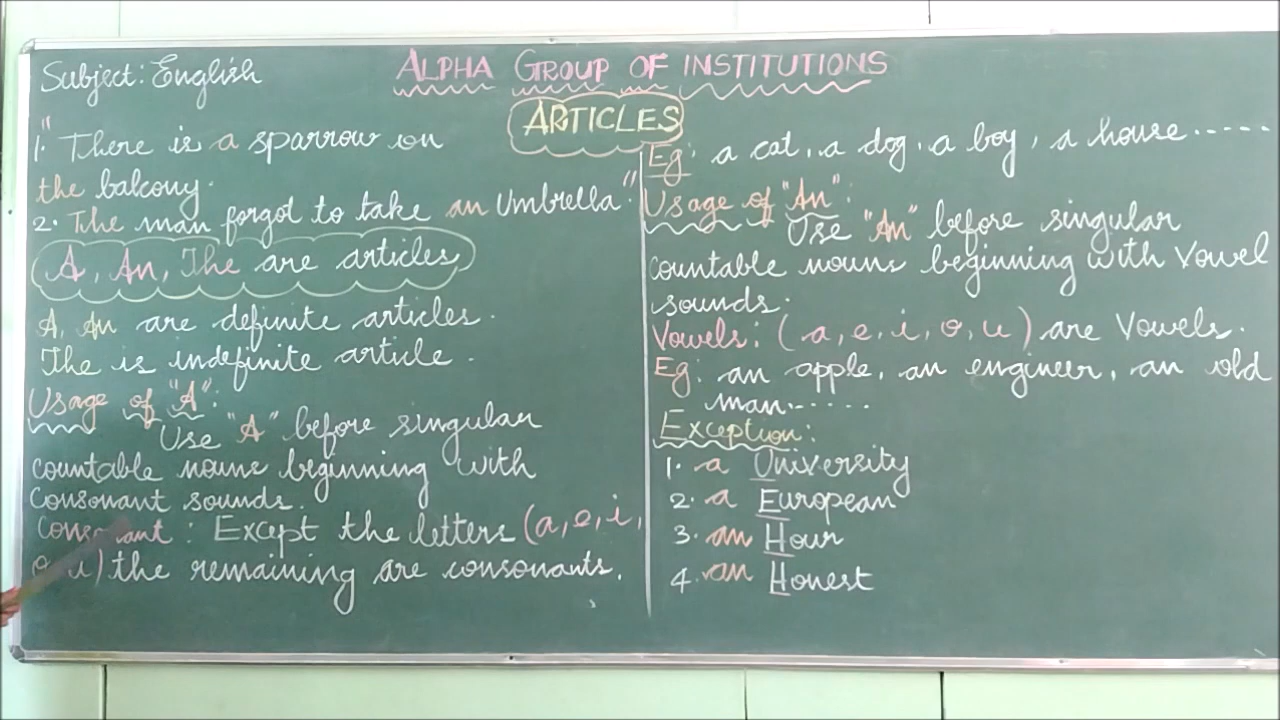 Subject: English
ALPHA GROUP OF INSTITUTIONS
ARTICLES
1. "There is a sparrow on
the balcony.
2. The man forgot to take an Umbrella"
A, An, The are articles
A, An are definite articles.
The is indefinite article.
Usage of "A":
Use "A" before singular
countable nouns beginning with
consonant sounds.
Consonant: Except the letters (a, e, i,
o, u) the remaining are consonants.
Eg: a cat, a dog, a boy, a house......
Usage of "An":
Use "An" before singular
countable nouns beginning with Vowel
sounds.
Vowels: (a, e, i, o, u) are Vowels.
Eg: an apple, an engineer, an old
man......
Exception:
1. a University
2. a European
3. an Hour
4. an Honest